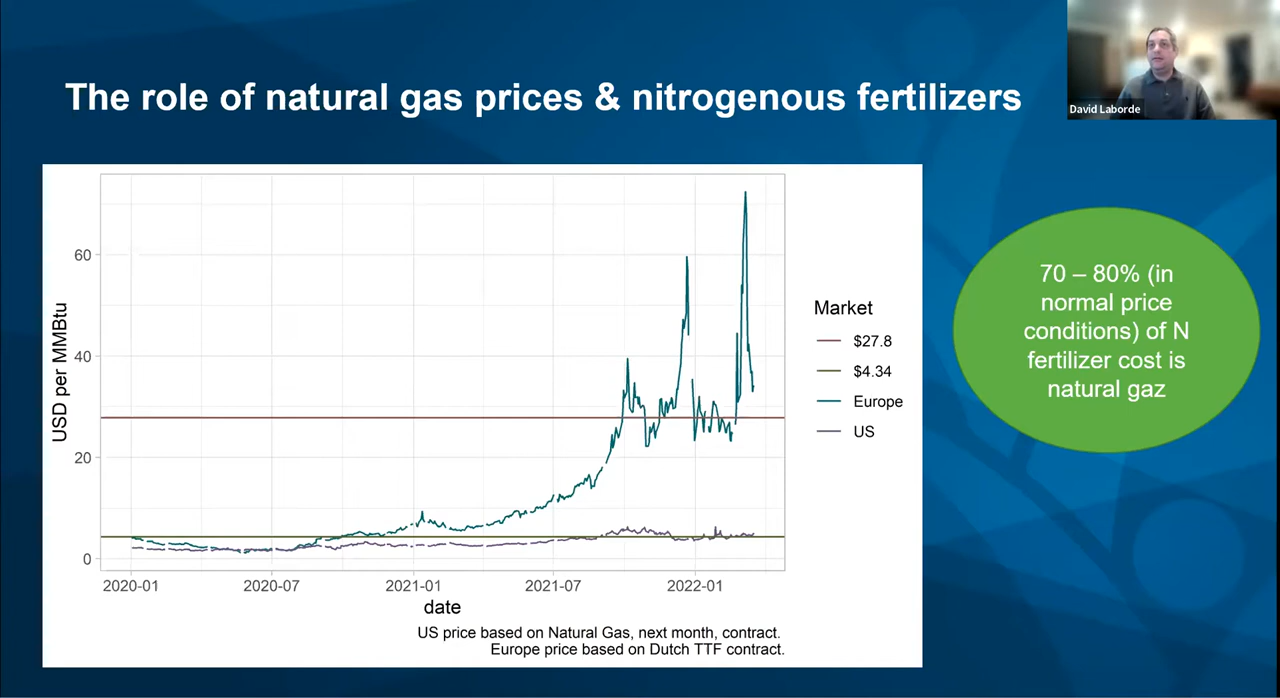 The role of natural gas prices & nitrogenous fertilizers
David Laborde
USD per MMBtu
60
40
20
0
2020-01
2020-07
2021-01
2021-07
2022-01
date
US price based on Natural Gas, next month, contract.
Europe price based on Dutch TTF contract.
Market
$27.8
$4.34
Europe
US
70 – 80% (in
normal price
conditions) of N
fertilizer cost is
natural gaz